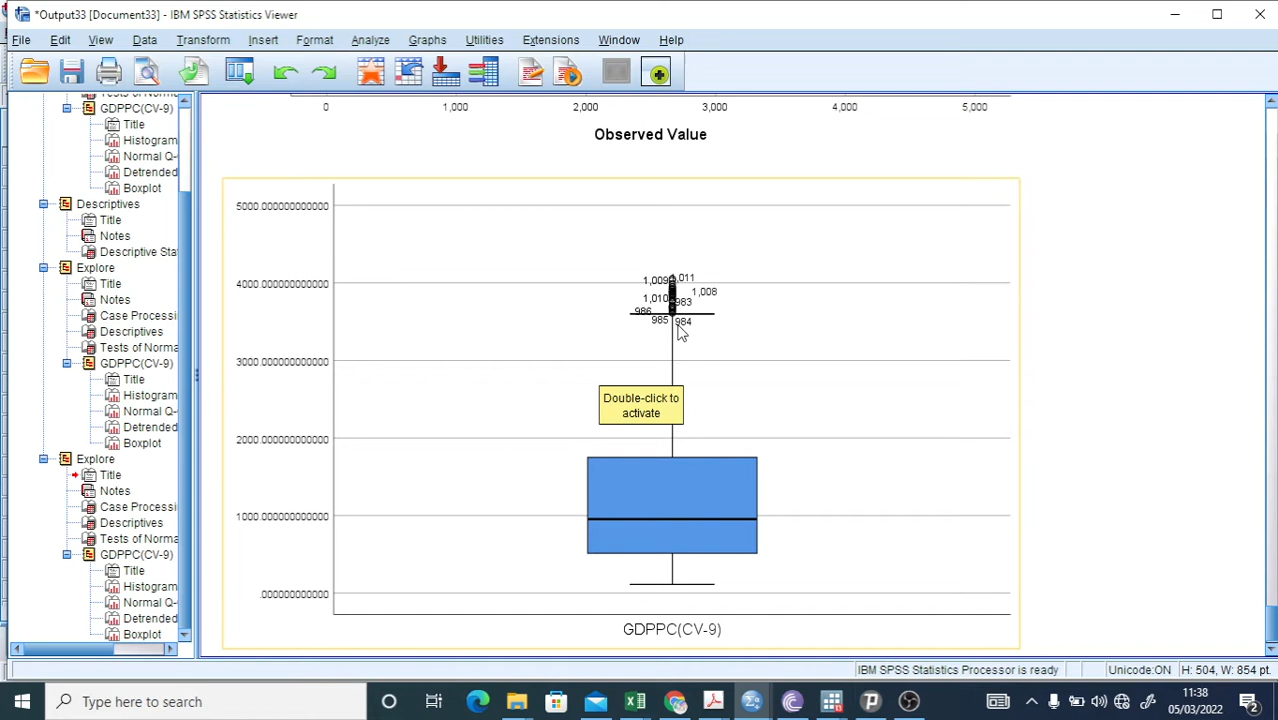 *Output33 [Document33] - IBM SPSS Statistics Viewer
File Edit View Data Transform Insert Format Analyze Graphs Utilities Extensions Window Help
GDPPC(CV-9)
Title
Histogram
Normal Q-
Detrended
Boxplot
Descriptives
Title
Notes
Descriptive Sta
Explore
Title
Notes
Case Processi
Descriptives
Tests of Norma
GDPPC(CV-9)
Title
Histogram
Normal Q-
Detrended
Boxplot
Explore
Title
Notes
Case Processi
Descriptives
Tests of Norma
GDPPC(CV-9)
Title
Histogram
Normal Q-
Detrended
Boxplot
0 1,000 2,000 3,000 4,000 5,000
Observed Value
5000.000000000000
4000.000000000000
3000.000000000000
2000.000000000000
1000.000000000000
.000000000000
1,009 1,011
1,008
1,010 983
986
985 984
Double-click to
activate
GDPPC(CV-9)
IBM SPSS Statistics Processor is ready Unicode:ON H: 504, W: 854 pt.
Type here to search
11:38
05/03/2022
2